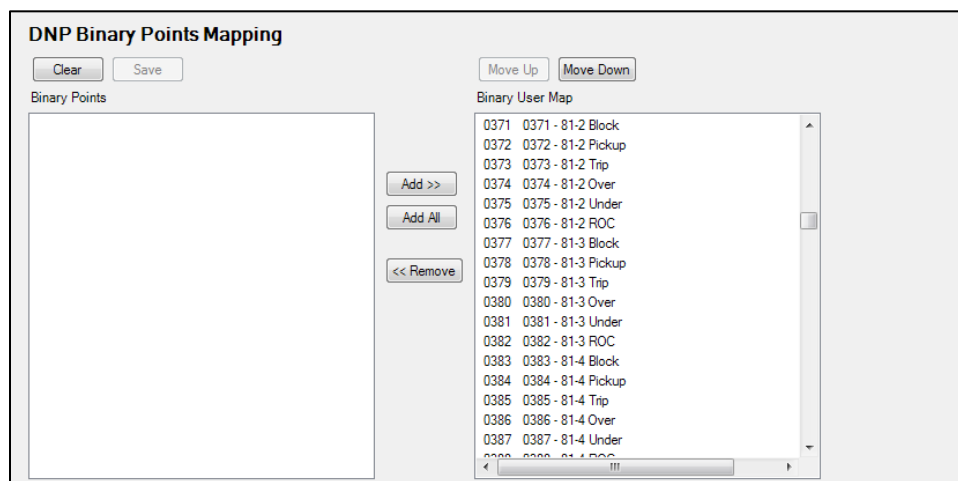 DNP Binary Points Mapping
Clear
Save
Move Up
Move Down
Binary Points
Binary User Map
0371 0371 - 81-2 Block
0372 0372 - 81-2 Pickup
0373 0373 - 81-2 Trip
0374 0374 - 81-2 Over
0375 0375 - 81-2 Under
0376 0376 - 81-2 ROC
0377 0377 - 81-3 Block
0378 0378 - 81-3 Pickup
0379 0379 - 81-3 Trip
0380 0380 - 81-3 Over
0381 0381 - 81-3 Under
0382 0382 - 81-3 ROC
0383 0383 - 81-4 Block
0384 0384 - 81-4 Pickup
0385 0385 - 81-4 Trip
0386 0386 - 81-4 Over
0387 0387 - 81-4 Under
Add >>
Add All
<< Remove